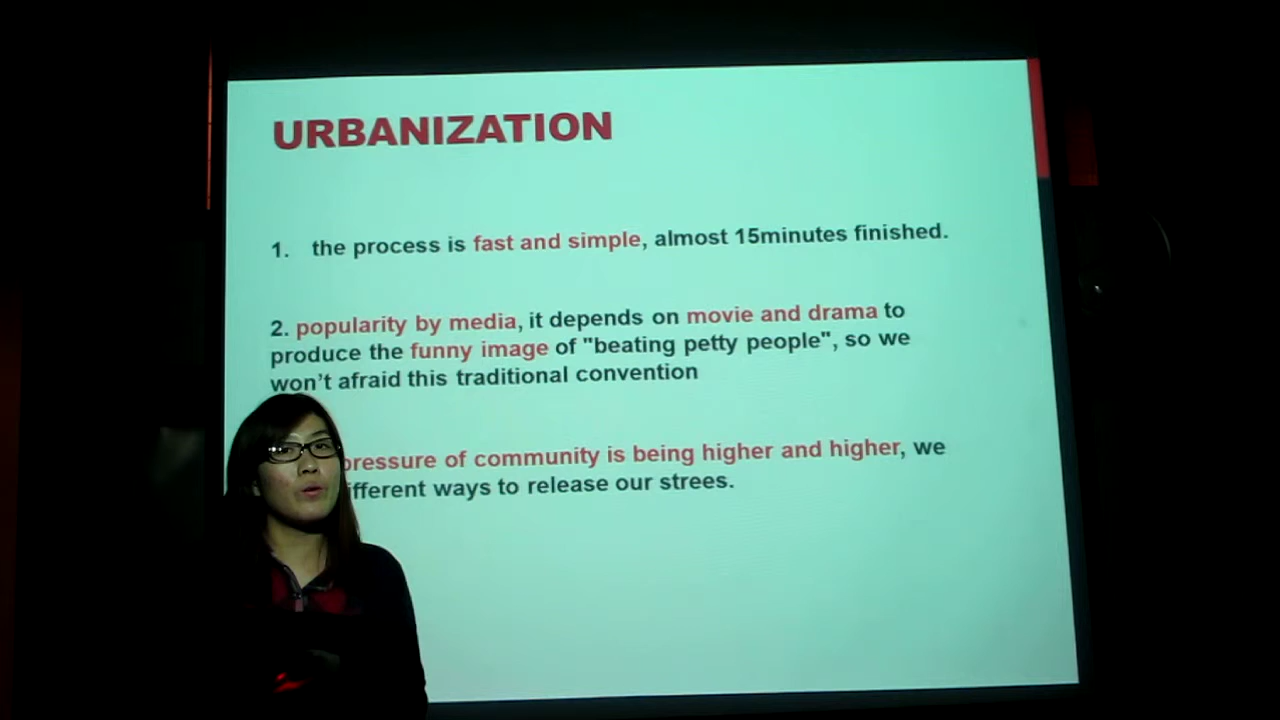 URBANIZATION
1. the process is fast and simple, almost 15minutes finished.
2. popularity by media, it depends on movie and drama to
produce the funny image of "beating petty people", so we
won't afraid this traditional convention
pressure of community is being higher and higher, we
ways to release our strees.